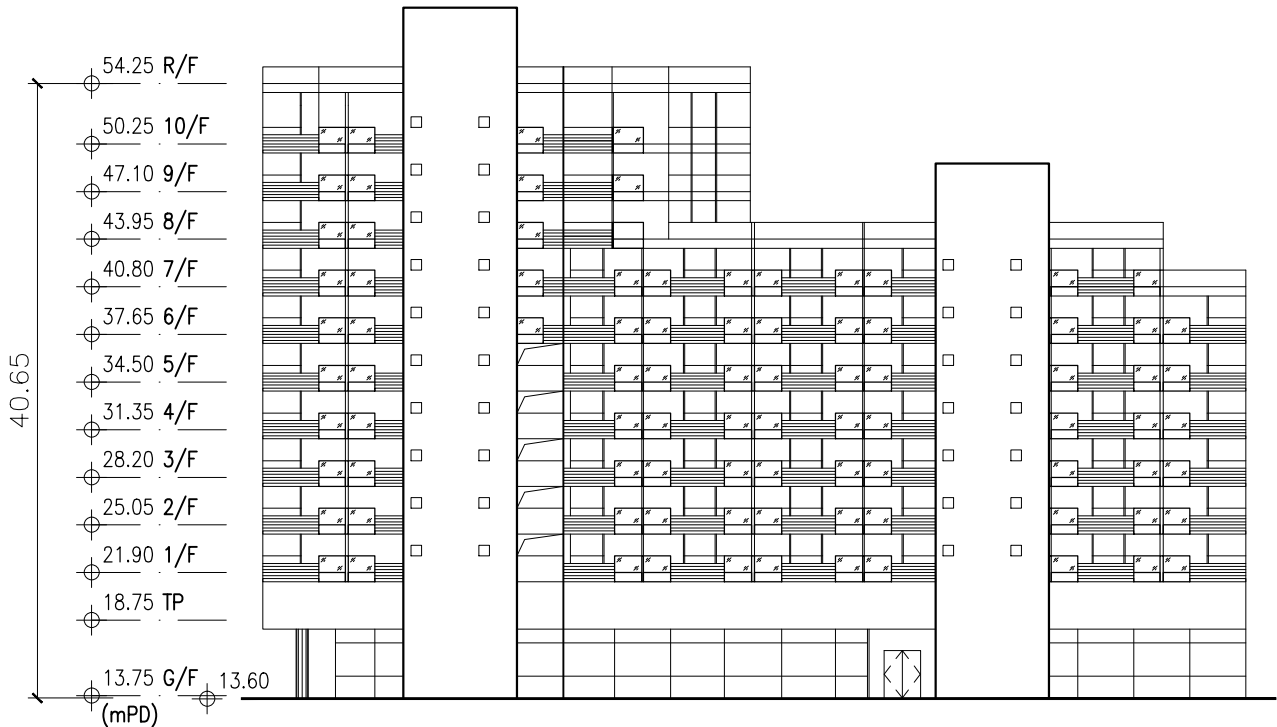 54.25 R/F
50.25 10/F
47.10 9/F
43.95 8/F
40.80 7/F
37.65 6/F
34.50 5/F
31.35 4/F
28.20 3/F
25.05 2/F
21.90 1/F
18.75 TP
13.75 G/F 13.60
(mPD)
40.65